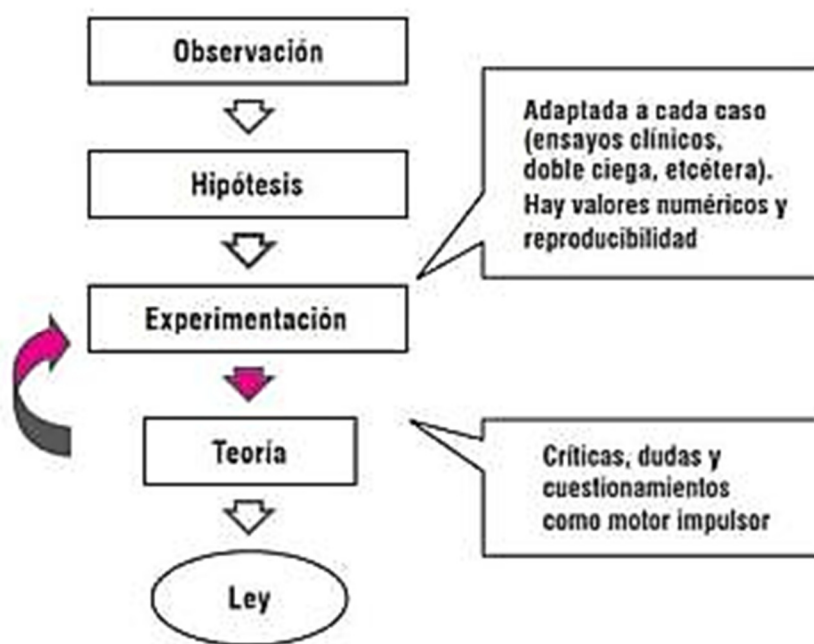 Observación
Hipótesis
Adaptada a cada caso
(ensayos clínicos,
doble ciega, etcétera).
Hay valores numéricos y
reproducibilidad
Experimentación
Teoría
Críticas, dudas y
cuestionamientos
como motor impulsor
Ley